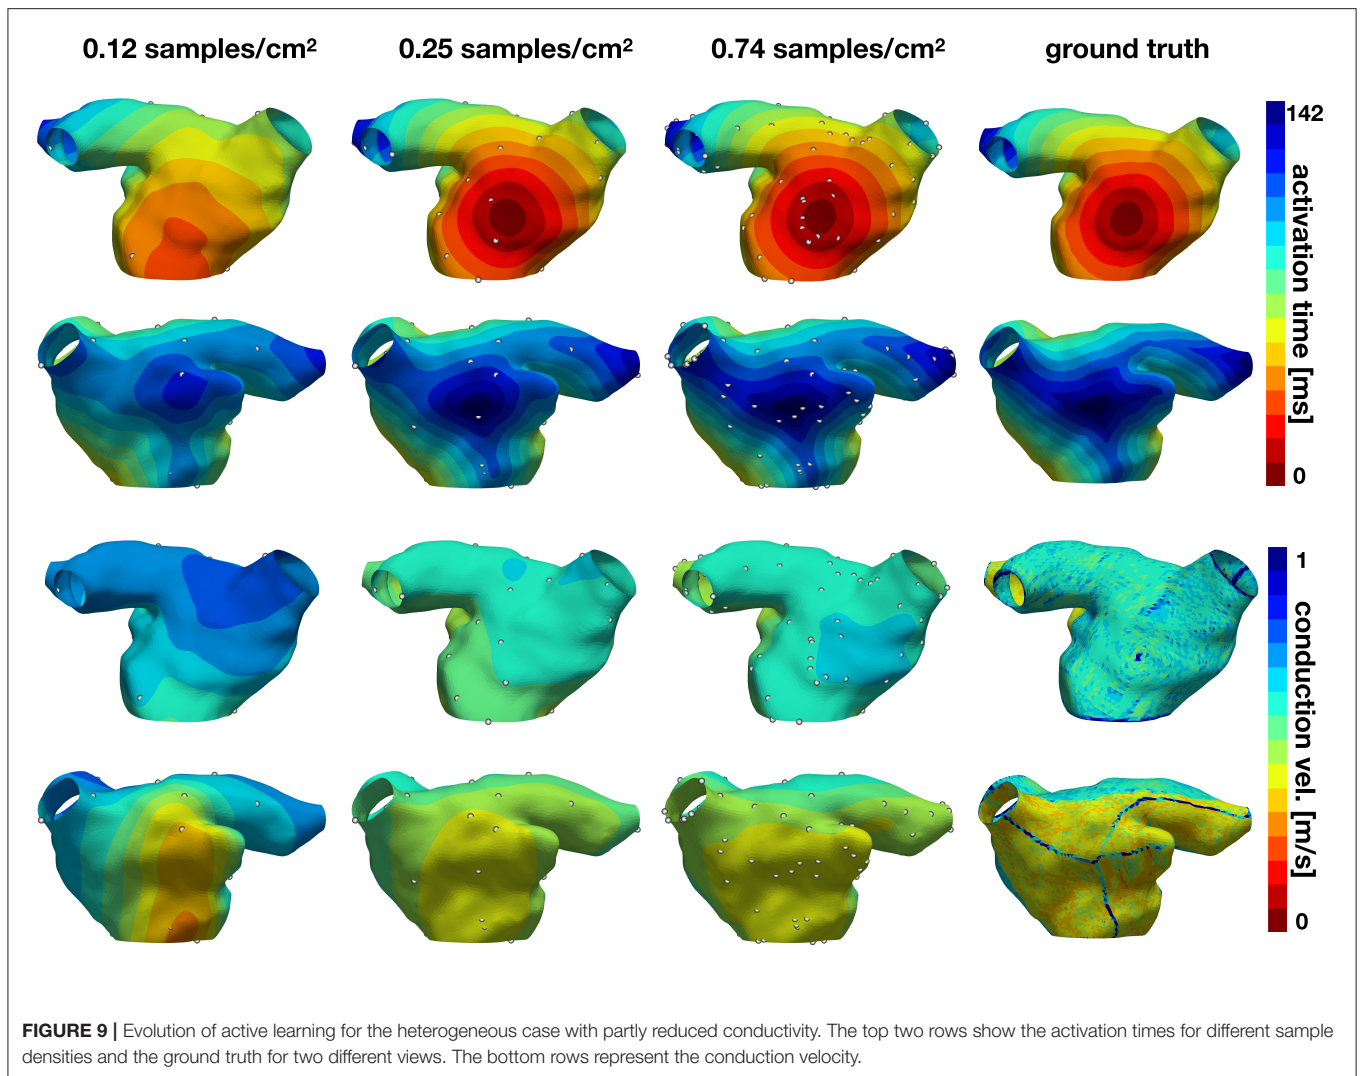 0.12 samples/cm²
0.25 samples/cm²
0.74 samples/cm²
ground truth
142
activation time [ms]
0
1
conduction vel. [m/s]
0
FIGURE 9 | Evolution of active learning for the heterogeneous case with partly reduced conductivity. The top two rows show the activation times for different sample
densities and the ground truth for two different views. The bottom rows represent the conduction velocity.